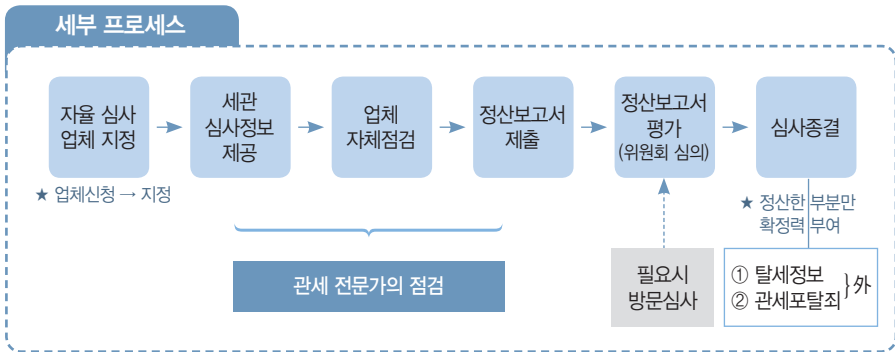 세부 프로세스
자율 심사
업체 지정
세관
심사정보
제공
업체
자체점검
정산보고서
제출
정산보고서
평가
(위원회 심의)
심사종결
★ 업체신청 → 지정
★ 정산한 부분만
확정력 부여
관세 전문가의 점검
필요시
방문심사
① 탈세정보
② 관세포탈죄
} 外